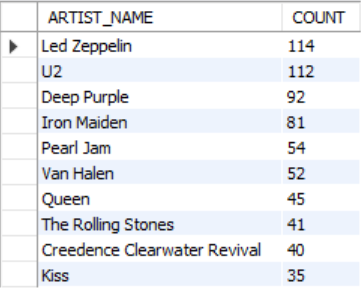 ARTIST_NAME COUNT
Led Zeppelin 114
U2 112
Deep Purple 92
Iron Maiden 81
Pearl Jam 54
Van Halen 52
Queen 45
The Rolling Stones 41
Creedence Clearwater Revival 40
Kiss 35